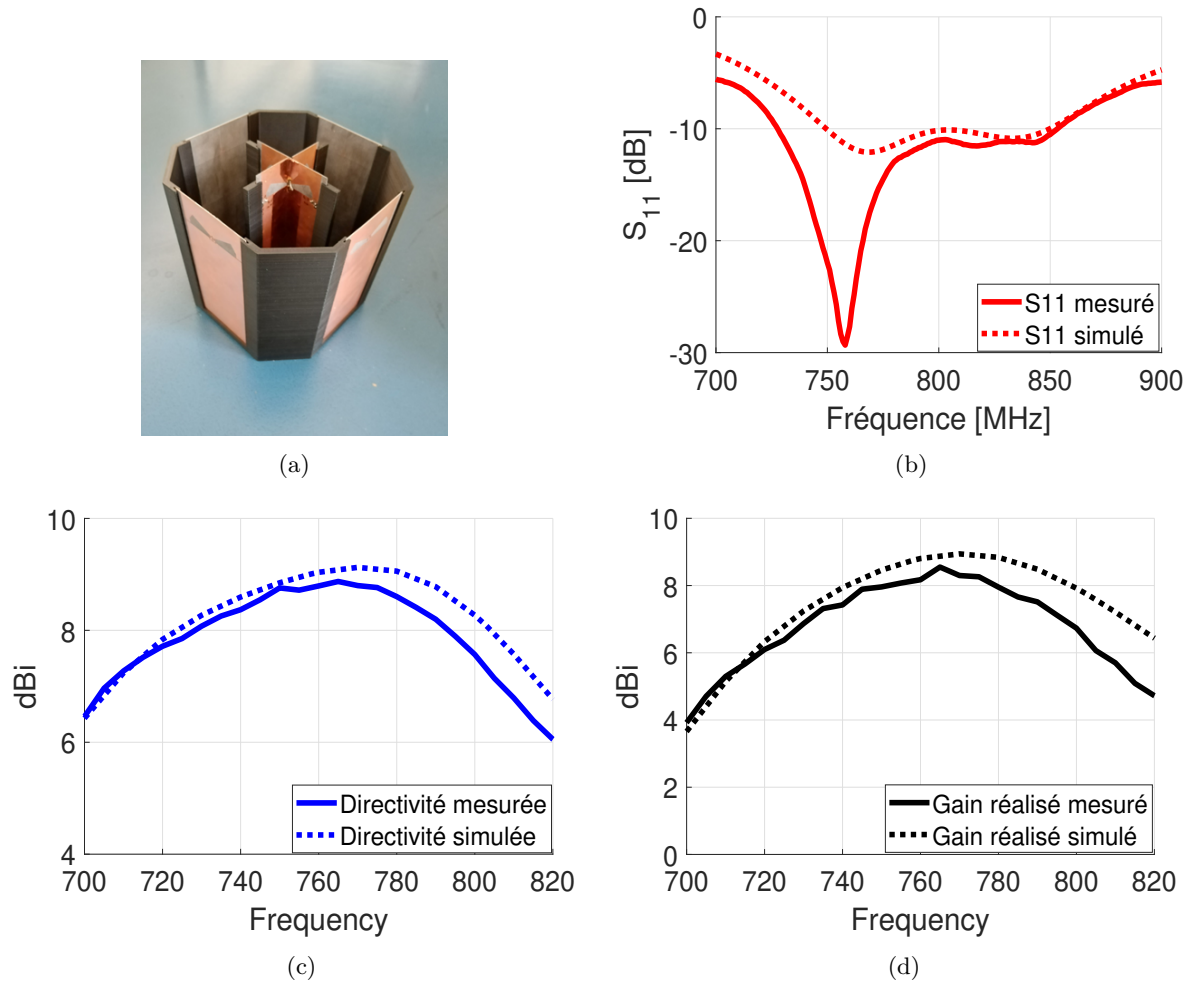 0
-10
-20
-30
S11 [dB]
S11 mesuré
S11 simulé
700 750 800 850 900
Fréquence [MHz]
(a)
(b)
10
8
6
4
dBi
Directivité mesurée
Directivité simulée
700 720 740 760 780 800 820
Frequency
(c)
10
8
6
4
2
0
dBi
Gain réalisé mesuré
Gain réalisé simulé
700 720 740 760 780 800 820
Frequency
(d)